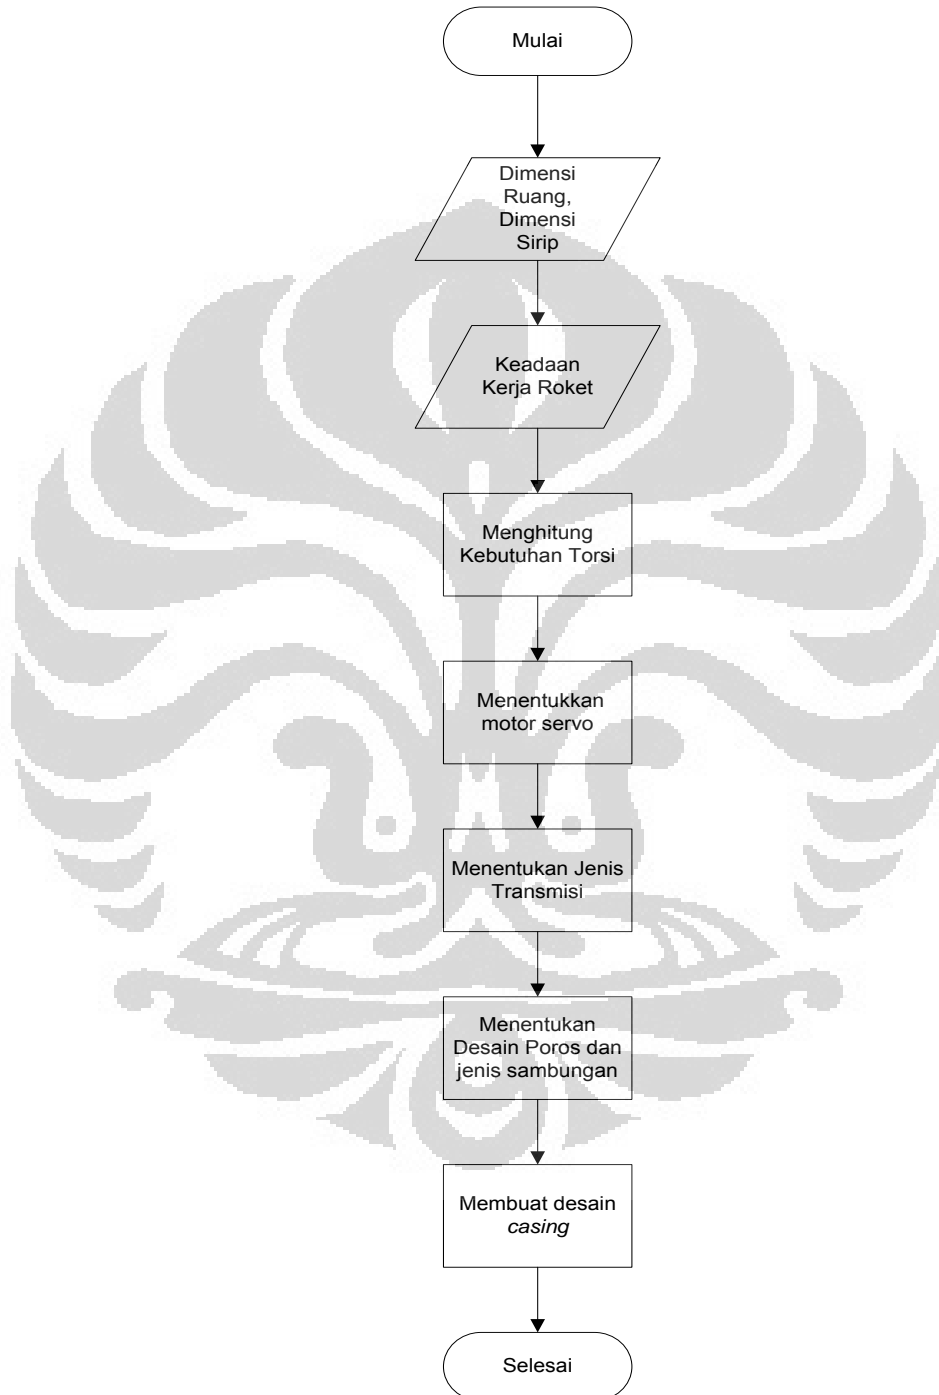 Mulai
Dimensi
Ruang,
Dimensi
Sirip
Keadaan
Kerja Roket
Menghitung
Kebutuhan Torsi
Menentukkan
motor servo
Menentukan Jenis
Transmisi
Menentukan
Desain Poros dan
jenis sambungan
Membuat desain
casing
Selesai